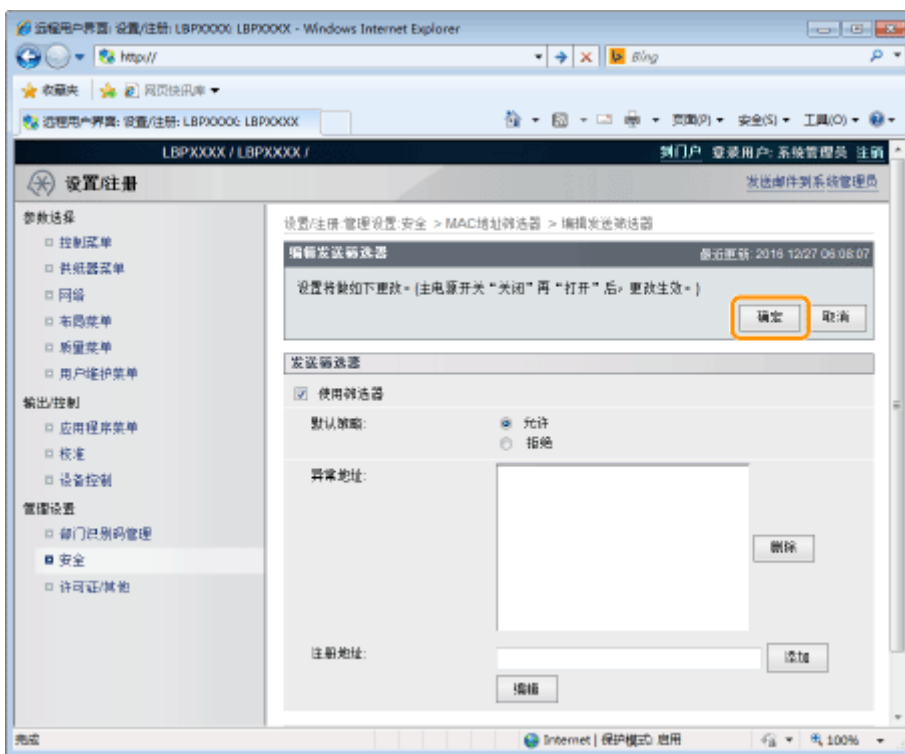 远程用户界面: 设置/注册: LBPXXXX: LBPXXXX - Windows Internet Explorer
http://
Bing
收藏夹 网页快讯库
远程用户界面: 设置/注册: LBPXXXX: LBPXXXX
页面(P) 安全(S) 工具(O)
LBPXXXX / LBPXXXX /
到门户 登录用户: 系统管理员 注销
设置/注册
发送邮件到系统管理员
参数选择
控制菜单
供纸器菜单
网络
布局菜单
质量菜单
用户维护菜单
输出/控制
应用程序菜单
校准
设备控制
管理设置
部门识别码管理
安全
许可证/其他
设置/注册:管理设置:安全 > MAC地址筛选器 > 编辑发送筛选器
编辑发送筛选器
最近更新: 2016 12/27 06:08:07
设置将做如下更改。(主电源开关“关闭”再“打开”后，更改生效。)
确定 取消
发送筛选器
使用筛选器
默认策略:
允许
拒绝
异常地址:
删除
注册地址:
添加
编辑
完成
Internet | 保护模式: 启用
100%